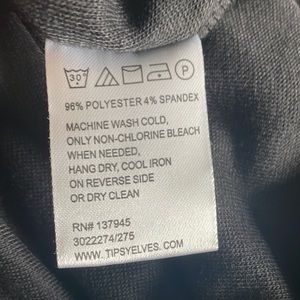 30°
P
96% POLYESTER 4% SPANDEX
MACHINE WASH COLD,
ONLY NON-CHLORINE BLEACH
WHEN NEEDED,
HANG DRY, COOL IRON
ON REVERSE SIDE
OR DRY CLEAN
RN# 137945
3022274/275
WWW.TIPSYELVES.COM